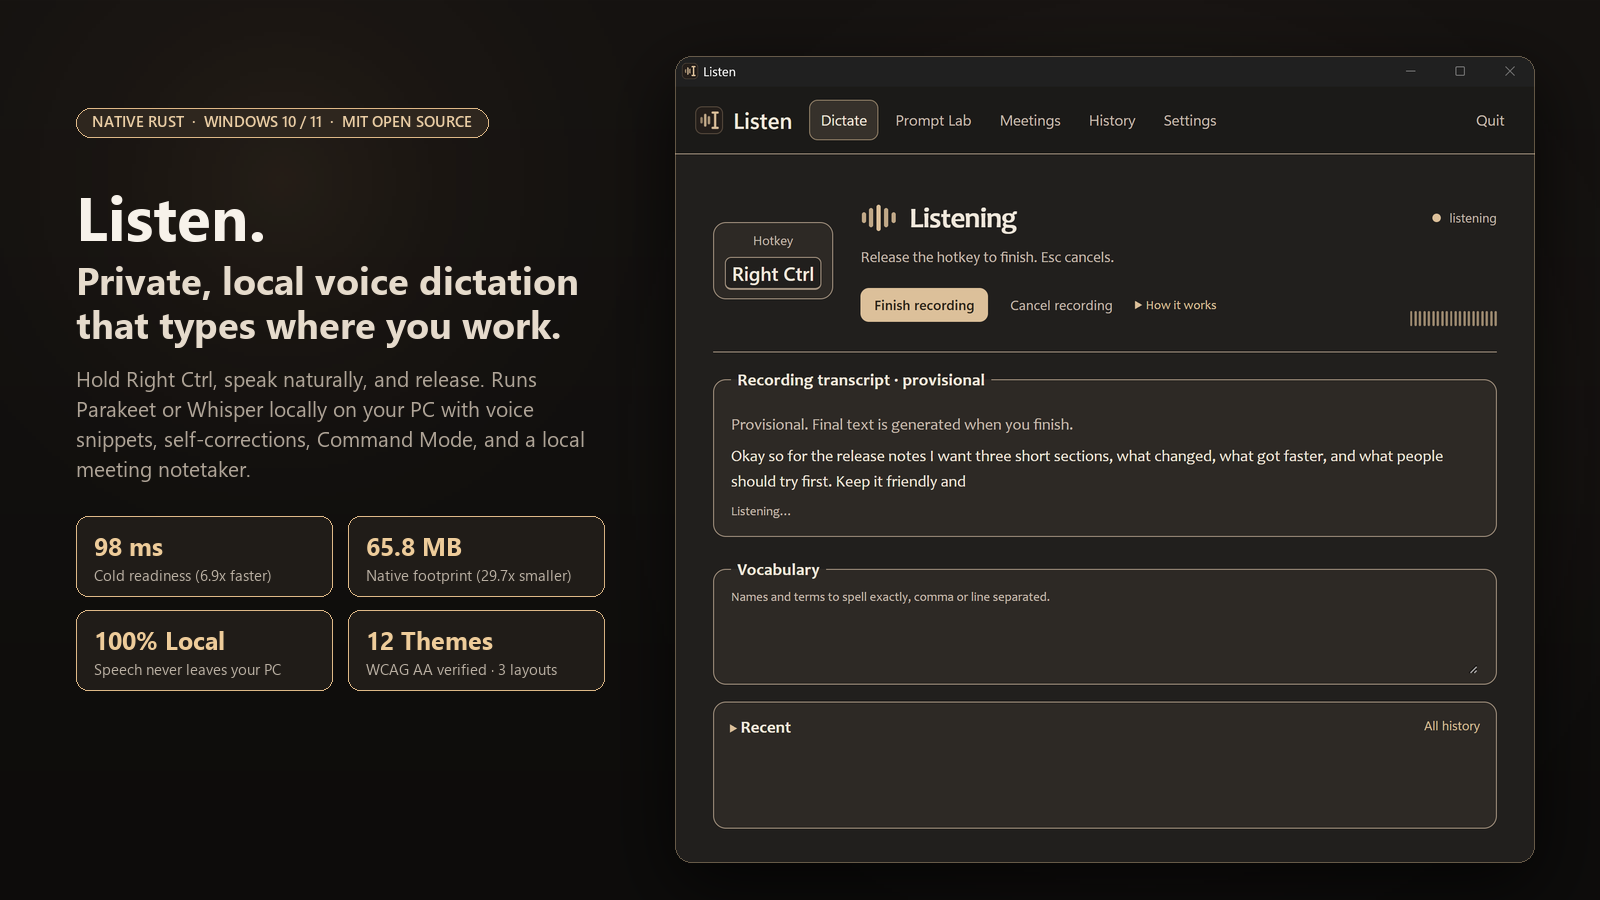 NATIVE RUST · WINDOWS 10 / 11 · MIT OPEN SOURCE
Listen.
Private, local voice dictation
that types where you work.
Hold Right Ctrl, speak naturally, and release. Runs
Parakeet or Whisper locally on your PC with voice
snippets, self-corrections, Command Mode, and a local
meeting notetaker.
98 ms
Cold readiness (6.9x faster)
65.8 MB
Native footprint (29.7x smaller)
100% Local
Speech never leaves your PC
12 Themes
WCAG AA verified · 3 layouts
Listen
Listen Dictate Prompt Lab Meetings History Settings Quit
Hotkey
Right Ctrl
Listening
listening
Release the hotkey to finish. Esc cancels.
Finish recording Cancel recording How it works
Recording transcript · provisional
Provisional. Final text is generated when you finish.
Okay so for the release notes I want three short sections, what changed, what got faster, and what people
should try first. Keep it friendly and
Listening...
Vocabulary
Names and terms to spell exactly, comma or line separated.
Recent All history